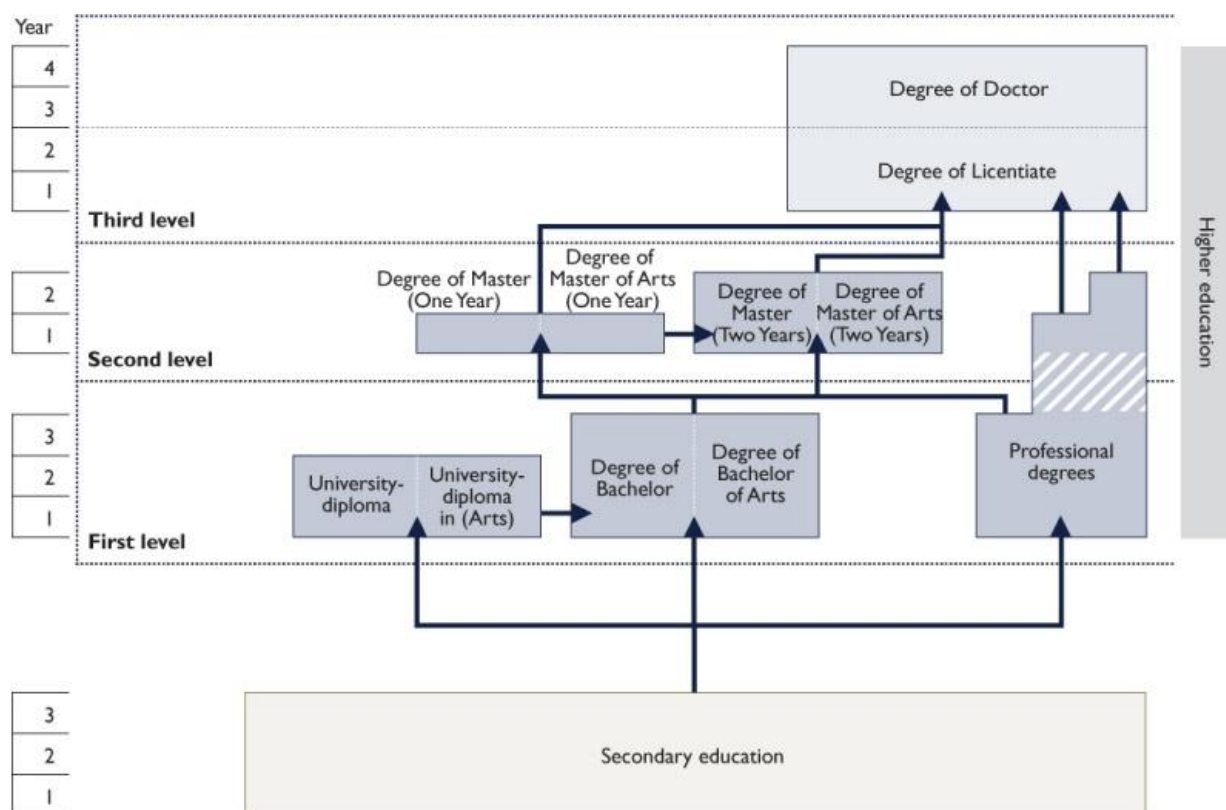 Year
4
3
2
1
Degree of Doctor
Degree of Licentiate
Third level
Higher education
2
1
Degree of Master
(One Year)
Degree of
Master of Arts
(One Year)
Degree of
Master
(Two Years)
Degree of
Master of Arts
(Two Years)
Second level
3
2
1
University-
diploma
University-
diploma
in (Arts)
Degree of
Bachelor
Degree of
Bachelor
of Arts
Professional
degrees
First level
3
2
1
Secondary education